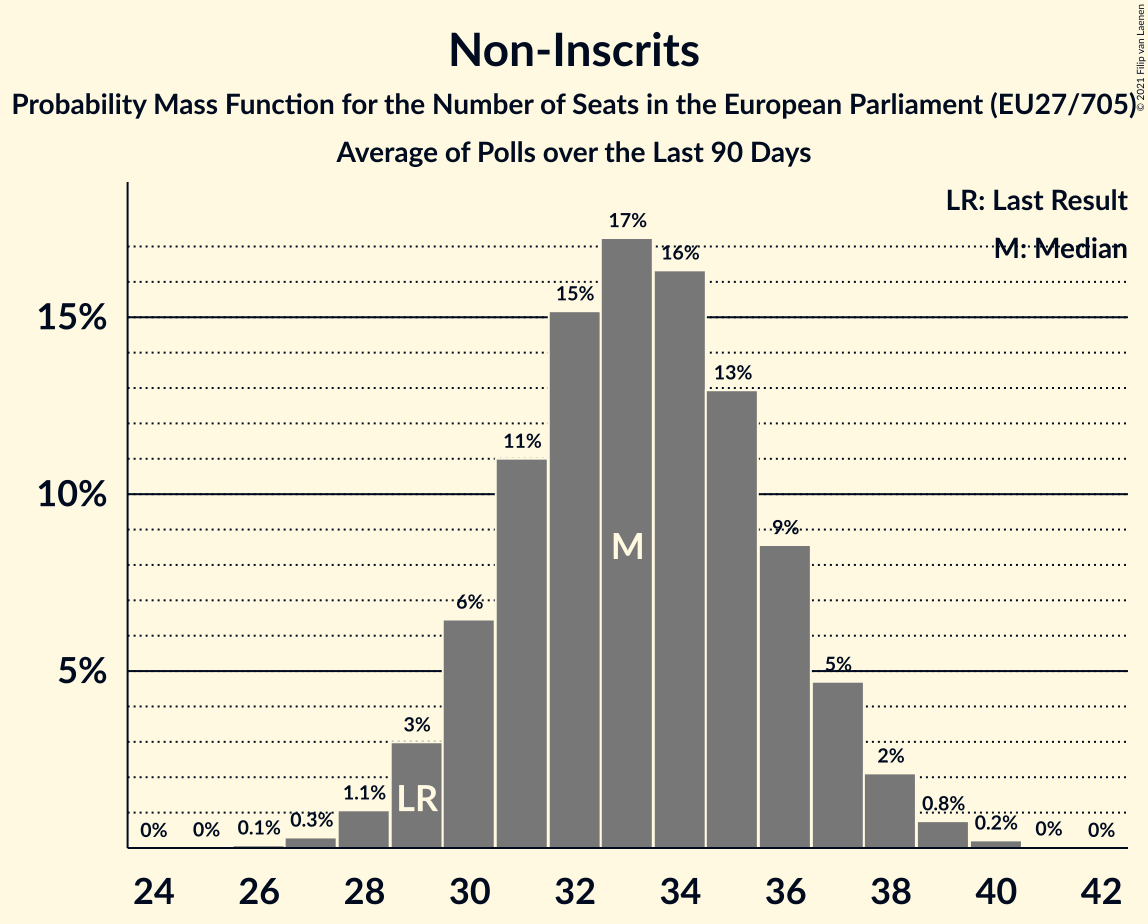 Non-Inscrits
Probability Mass Function for the Number of Seats in the European Parliament (EU27/705)
Average of Polls over the Last 90 Days
© 2021 Filip van Laenen
LR: Last Result
M: Median
15%
10%
5%
0%
0%
0.1%
0.3%
1.1%
3%
6%
11%
15%
17%
16%
13%
9%
5%
2%
0.8%
0.2%
0%
0%
LR
M
24 26 28 30 32 34 36 38 40 42